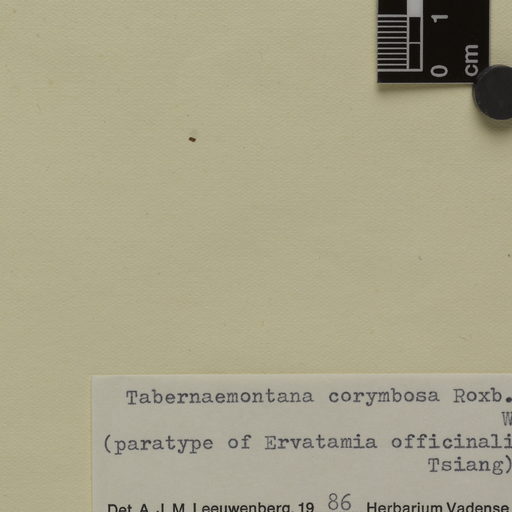 0 1
cm
Tabernaemontana corymbosa Roxb.
W
(paratype of Ervatamia officinali
Tsiang)
Det. A. J. M. Leeuwenberg, 19 86 Herbarium Vadense